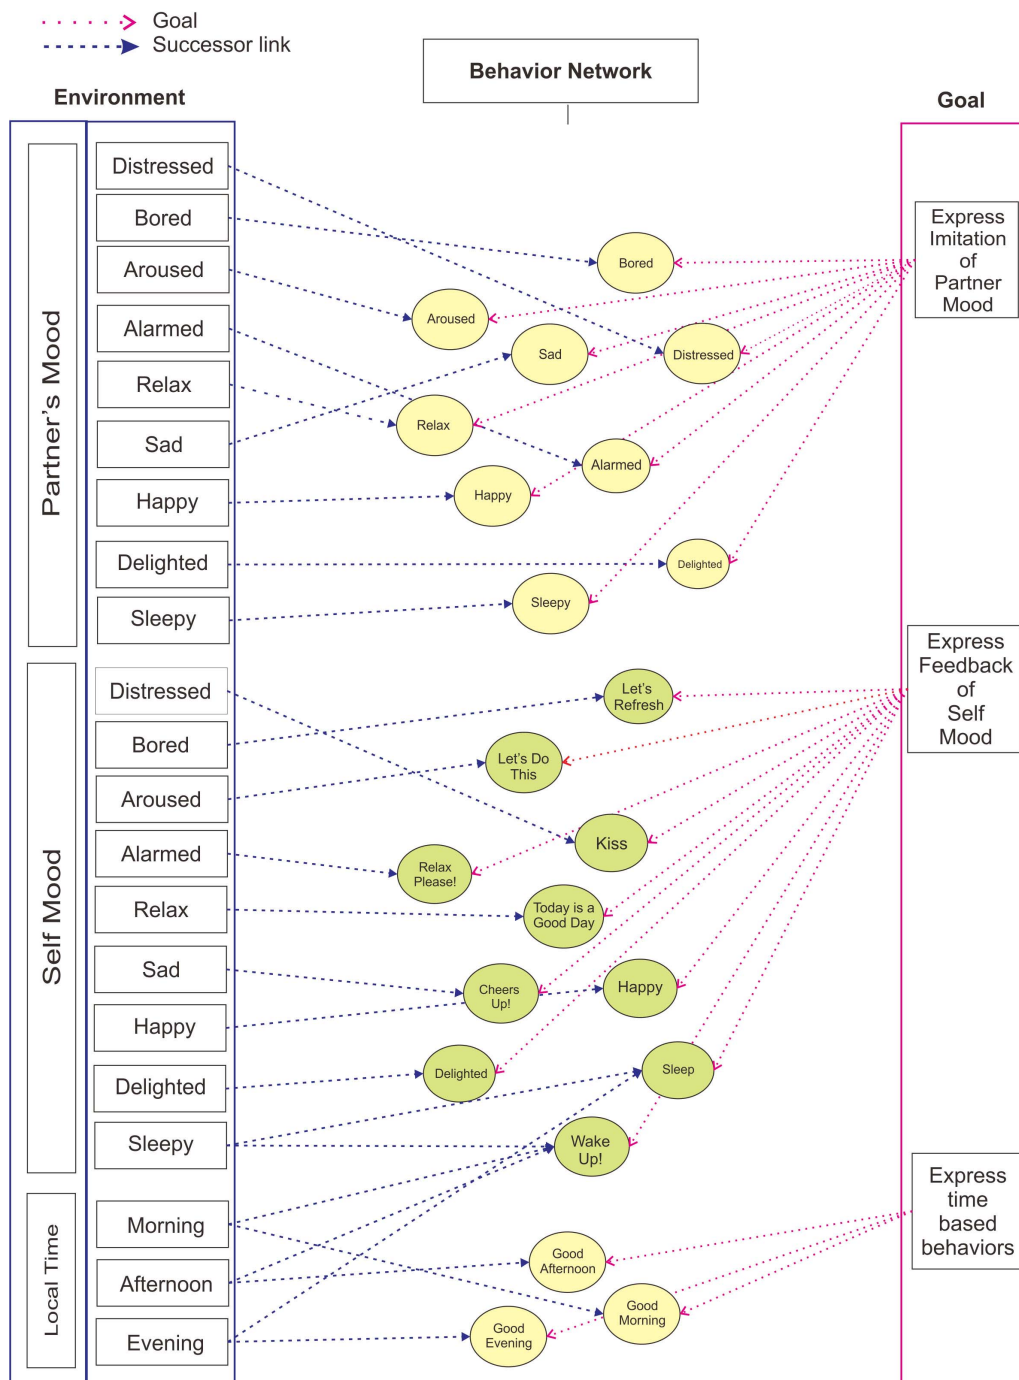 Goal
Successor link
Behavior Network
Environment
Goal
Partner's Mood
Distressed
Bored
Aroused
Alarmed
Relax
Sad
Happy
Delighted
Sleepy
Self Mood
Distressed
Bored
Aroused
Alarmed
Relax
Sad
Happy
Delighted
Sleepy
Local Time
Morning
Afternoon
Evening
Bored
Aroused
Sad
Distressed
Relax
Alarmed
Happy
Delighted
Sleepy
Let's
Refresh
Let's Do
This
Kiss
Relax
Please!
Today is a
Good Day
Cheers
Up!
Happy
Delighted
Sleep
Wake
Up!
Good
Afternoon
Good
Morning
Good
Evening
Express
Imitation
of
Partner
Mood
Express
Feedback
of
Self
Mood
Express
time
based
behaviors